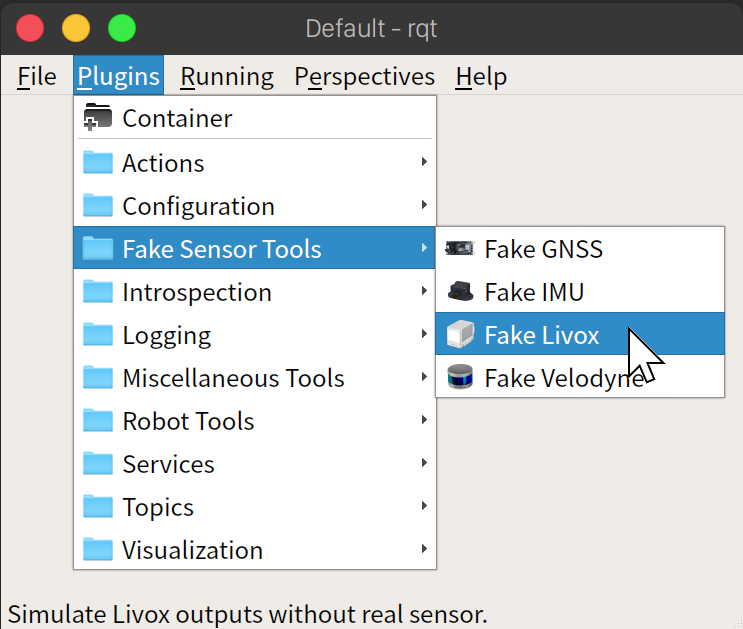 Default - rqt
File Plugins Running Perspectives Help
Container
Actions
Configuration
Fake Sensor Tools
Introspection
Logging
Miscellaneous Tools
Robot Tools
Services
Topics
Visualization
Fake GNSS
Fake IMU
Fake Livox
Fake Velodyne
Simulate Livox outputs without real sensor.